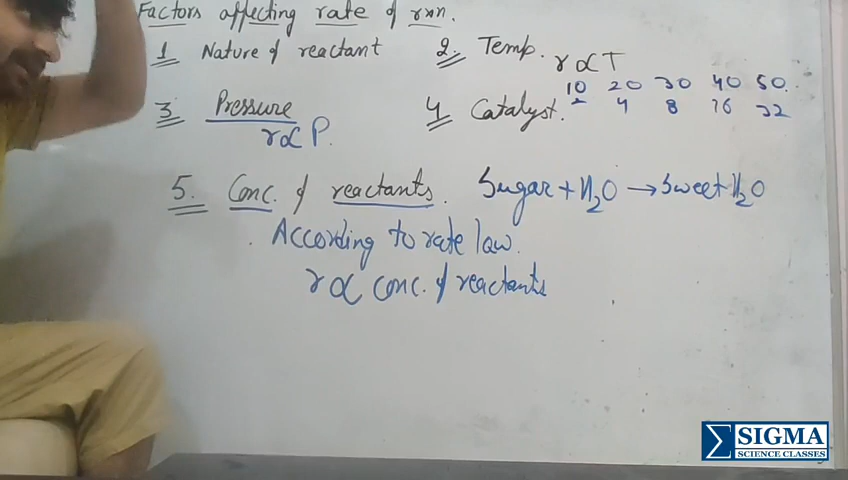 Factors affecting rate of rxn.
1 Nature of reactant
2. Temp. r ∝ T
10 20 30 40 50.
2 4 8 16 32
3 Pressure
r ∝ P.
4 Catalyst.
5. Conc. of reactants. Sugar + H₂O → Sweet H₂O
According to rate law.
r ∝ conc. of reactants
SIGMA
SCIENCE CLASSES